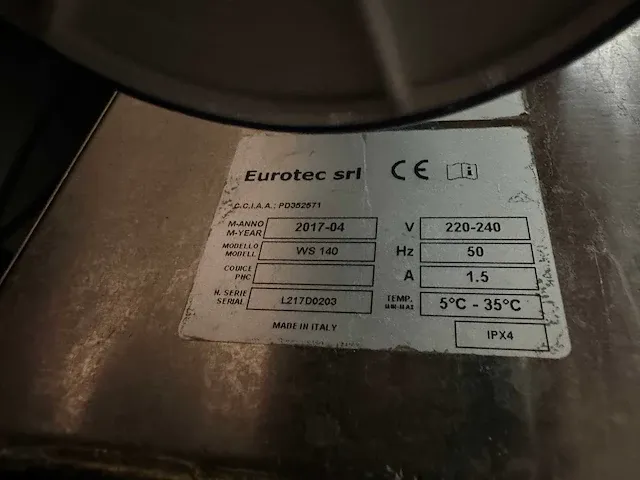 Eurotec srl CE
C.C.I.A.A.: PD352571
M-ANNO
M-YEAR 2017-04 V 220-240
MODELLO
MODELL WS 140 Hz 50
CODICE
PNC A 1.5
N. SERIE
SERIAL L217D0203 TEMP. 5°C - 35°C
MADE IN ITALY IPX4